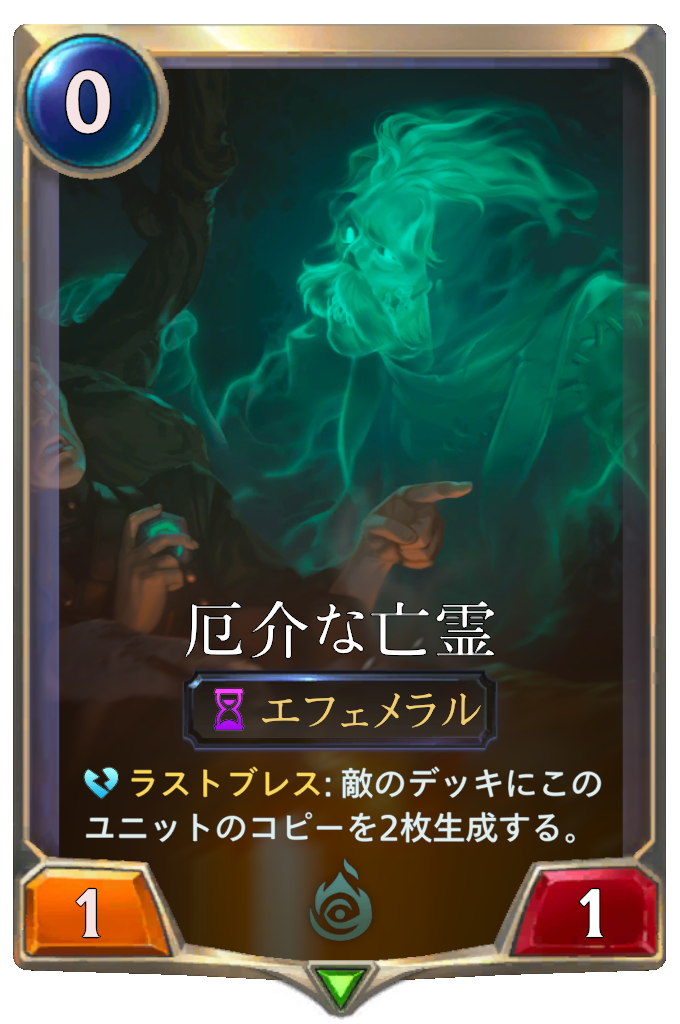 0
厄介な亡霊
エフェメラル
ラストブレス: 敵のデッキにこの
ユニットのコピーを2枚生成する。
1
1